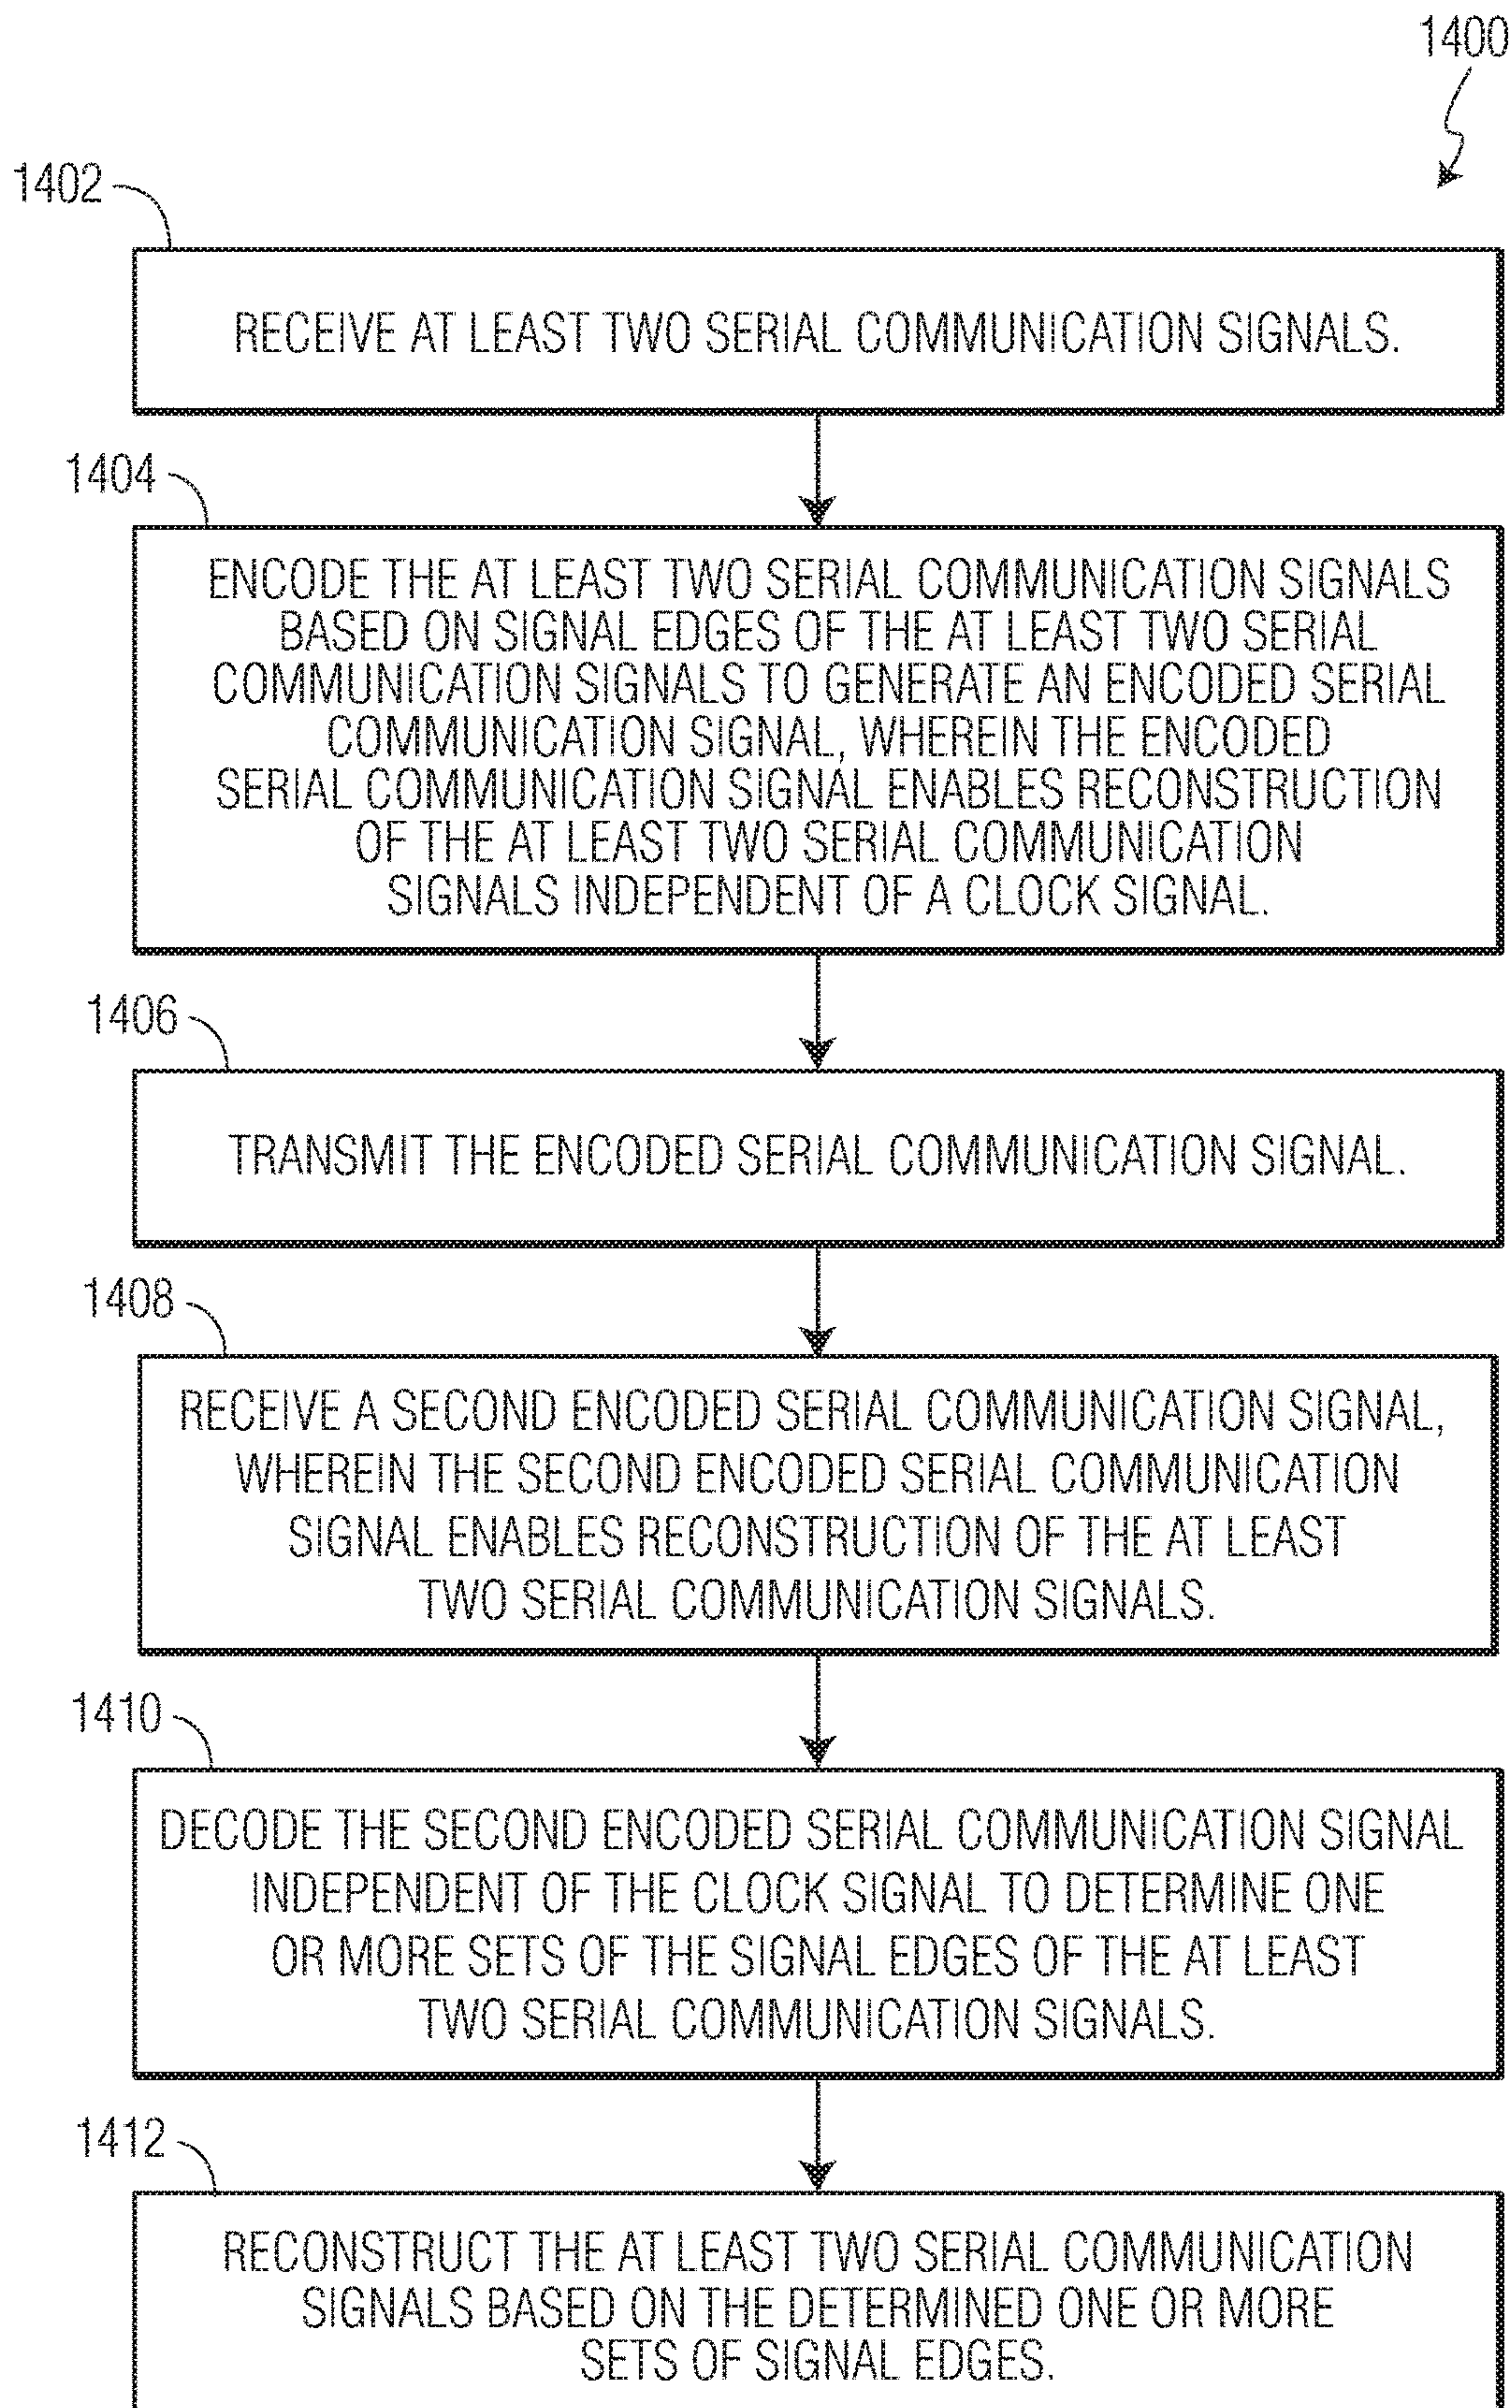 1400
1402
RECEIVE AT LEAST TWO SERIAL COMMUNICATION SIGNALS.
1404
ENCODE THE AT LEAST TWO SERIAL COMMUNICATION SIGNALS
BASED ON SIGNAL EDGES OF THE AT LEAST TWO SERIAL
COMMUNICATION SIGNALS TO GENERATE AN ENCODED SERIAL
COMMUNICATION SIGNAL, WHEREIN THE ENCODED
SERIAL COMMUNICATION SIGNAL ENABLES RECONSTRUCTION
OF THE AT LEAST TWO SERIAL COMMUNICATION
SIGNALS INDEPENDENT OF A CLOCK SIGNAL.
1406
TRANSMIT THE ENCODED SERIAL COMMUNICATION SIGNAL.
1408
RECEIVE A SECOND ENCODED SERIAL COMMUNICATION SIGNAL,
WHEREIN THE SECOND ENCODED SERIAL COMMUNICATION
SIGNAL ENABLES RECONSTRUCTION OF THE AT LEAST
TWO SERIAL COMMUNICATION SIGNALS.
1410
DECODE THE SECOND ENCODED SERIAL COMMUNICATION SIGNAL
INDEPENDENT OF THE CLOCK SIGNAL TO DETERMINE ONE
OR MORE SETS OF THE SIGNAL EDGES OF THE AT LEAST
TWO SERIAL COMMUNICATION SIGNALS.
1412
RECONSTRUCT THE AT LEAST TWO SERIAL COMMUNICATION
SIGNALS BASED ON THE DETERMINED ONE OR MORE
SETS OF SIGNAL EDGES.